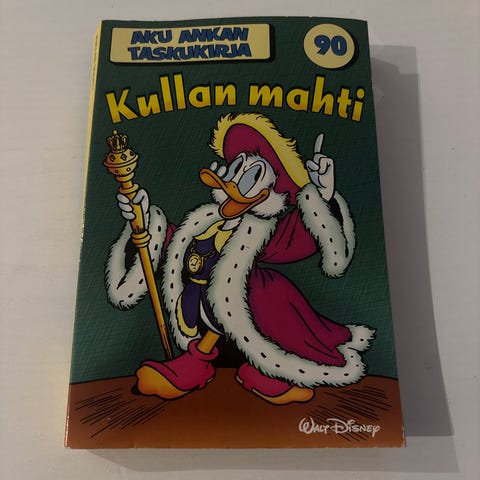 AKU ANKAN
TASKUKIRJA
90
Kullan mahti
WALT DISNEY